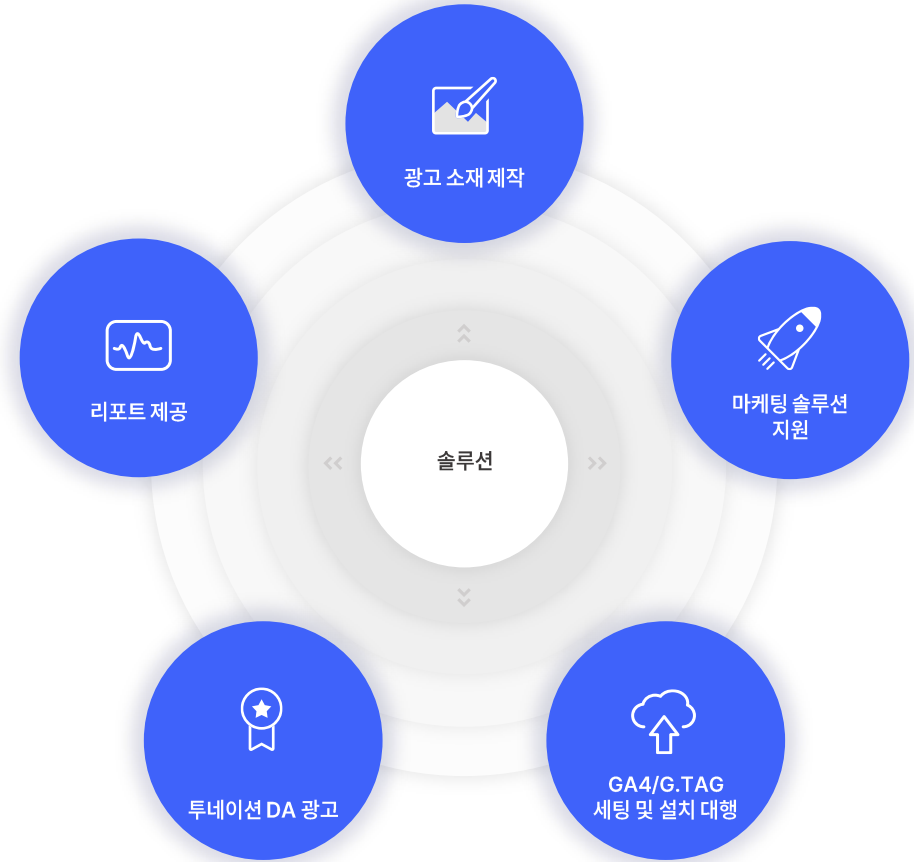 광고 소재 제작
리포트 제공
마케팅 솔루션
지원
솔루션
투네이션 DA 광고
GA4/G.TAG
세팅 및 설치 대행